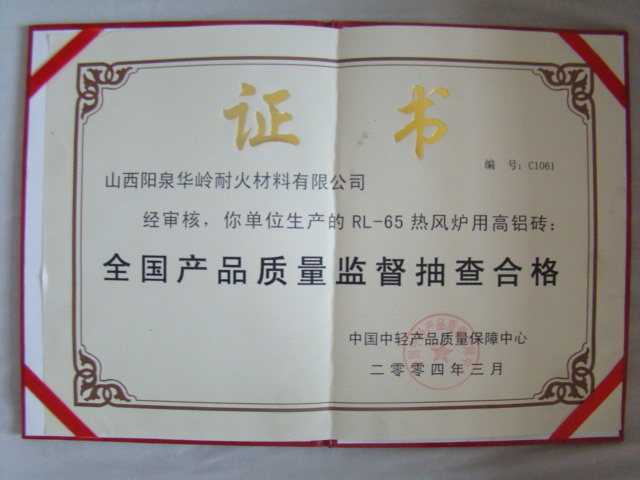 证书
编 号：C1061
山西阳泉华岭耐火材料有限公司
经审核，你单位生产的 RL-65 热风炉用高铝砖：
全国产品质量监督抽查合格
中国中轻产品质量保障中心
二零零四年三月